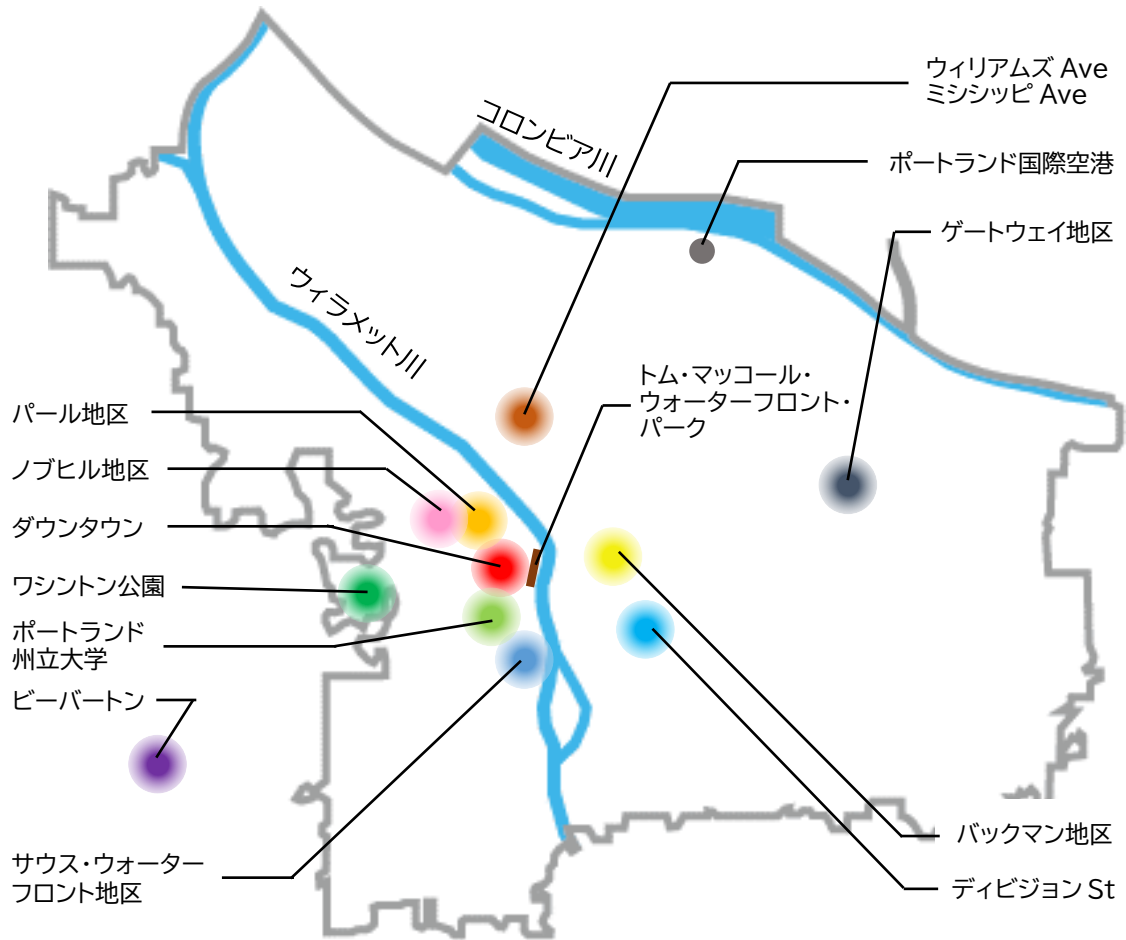 ウィリアムズ Ave
ミシシッピ Ave
コロンビア川
ポートランド国際空港
ゲートウェイ地区
ウィラメット川
トム・マッコール・
ウォーターフロント・
パーク
パール地区
ノブヒル地区
ダウンタウン
ワシントン公園
ポートランド
州立大学
ビーバートン
サウス・ウォーター
フロント地区
バックマン地区
ディビジョン St